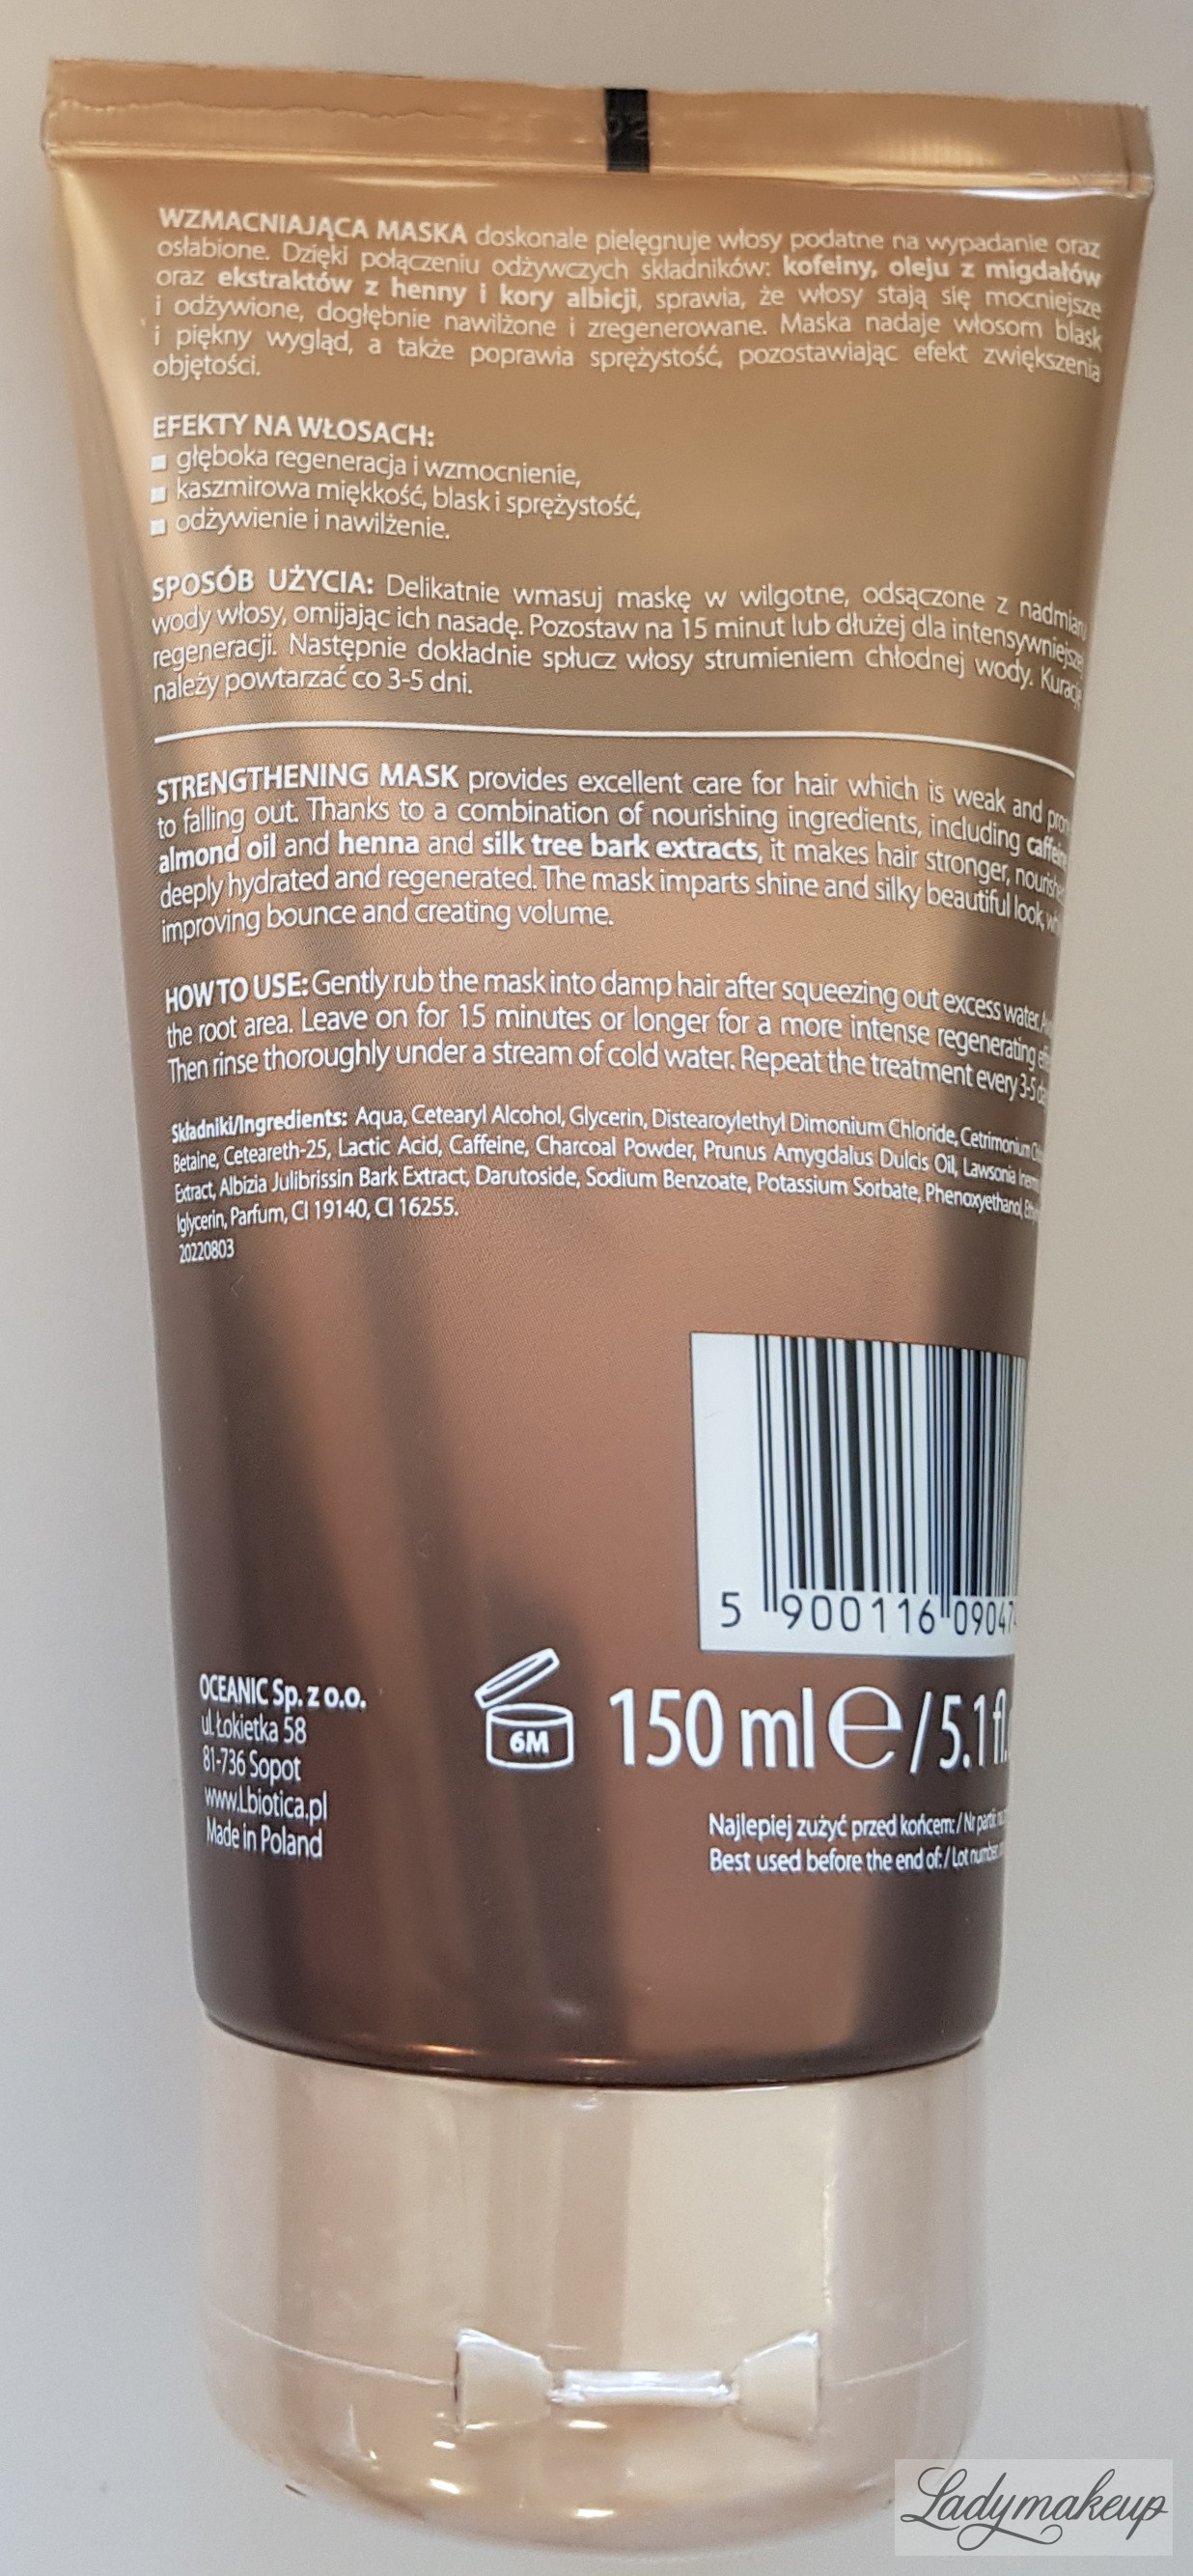 02
WZMACNIAJĄCA MASKA doskonale pielęgnuje włosy podatne na wypadanie oraz
osłabione. Dzięki połączeniu odżywczych składników: kofeiny, oleju z migdałów
oraz ekstraktów z henny i kory albicji, sprawia, że włosy stają się mocniejsze
i odżywione, dogłębnie nawilżone i zregenerowane. Maska nadaje włosom blask
i piękny wygląd, a także poprawia sprężystość, pozostawiając efekt zwiększenia
objętości.
EFEKTY NA WŁOSACH:
▪ głęboka regeneracja i wzmocnienie,
▪ kaszmirowa miękkość, blask i sprężystość,
▪ odżywienie i nawilżenie.
SPOSÓB UŻYCIA: Delikatnie wmasuj maskę w wilgotne, odsączone z nadmiaru
wody włosy, omijając ich nasadę. Pozostaw na 15 minut lub dłużej dla intensywniejszej
regeneracji. Następnie dokładnie spłucz włosy strumieniem chłodnej wody. Kurację
należy powtarzać co 3-5 dni.
STRENGTHENING MASK provides excellent care for hair which is weak and
to falling out. Thanks to a combination of nourishing ingredients, including
almond oil and henna and silk tree bark extracts, it makes hair stronger,
deeply hydrated and regenerated. The mask imparts shine and silky beautiful look,
improving bounce and creating volume.
HOW TO USE: Gently rub the mask into damp hair after squeezing out excess water.
the root area. Leave on for 15 minutes or longer for a more intense regenerating
Then rinse thoroughly under a stream of cold water. Repeat the treatment every 3-5
Składniki/Ingredients: Aqua, Cetearyl Alcohol, Glycerin, Distearoylethyl Dimonium Chloride, Cetrimonium
Betaine, Ceteareth-25, Lactic Acid, Caffeine, Charcoal Powder, Prunus Amygdalus Dulcis Oil, Lawsonia
Extract, Albizia Julibrissin Bark Extract, Darutoside, Sodium Benzoate, Potassium Sorbate, Phenoxyethanol,
lglycerin, Parfum, CI 19140, CI 16255.
20220803
5 900116 09047
OCEANIC Sp. z o.o.
ul. Łokietka 58
81-736 Sopot
www.Lbiotica.pl
Made in Poland
6M
150 ml e / 5.1 fl.
Najlepiej zużyć przed końcem: / Nr partii:
Best used before the end of: / Lot number:
Ladymakeup